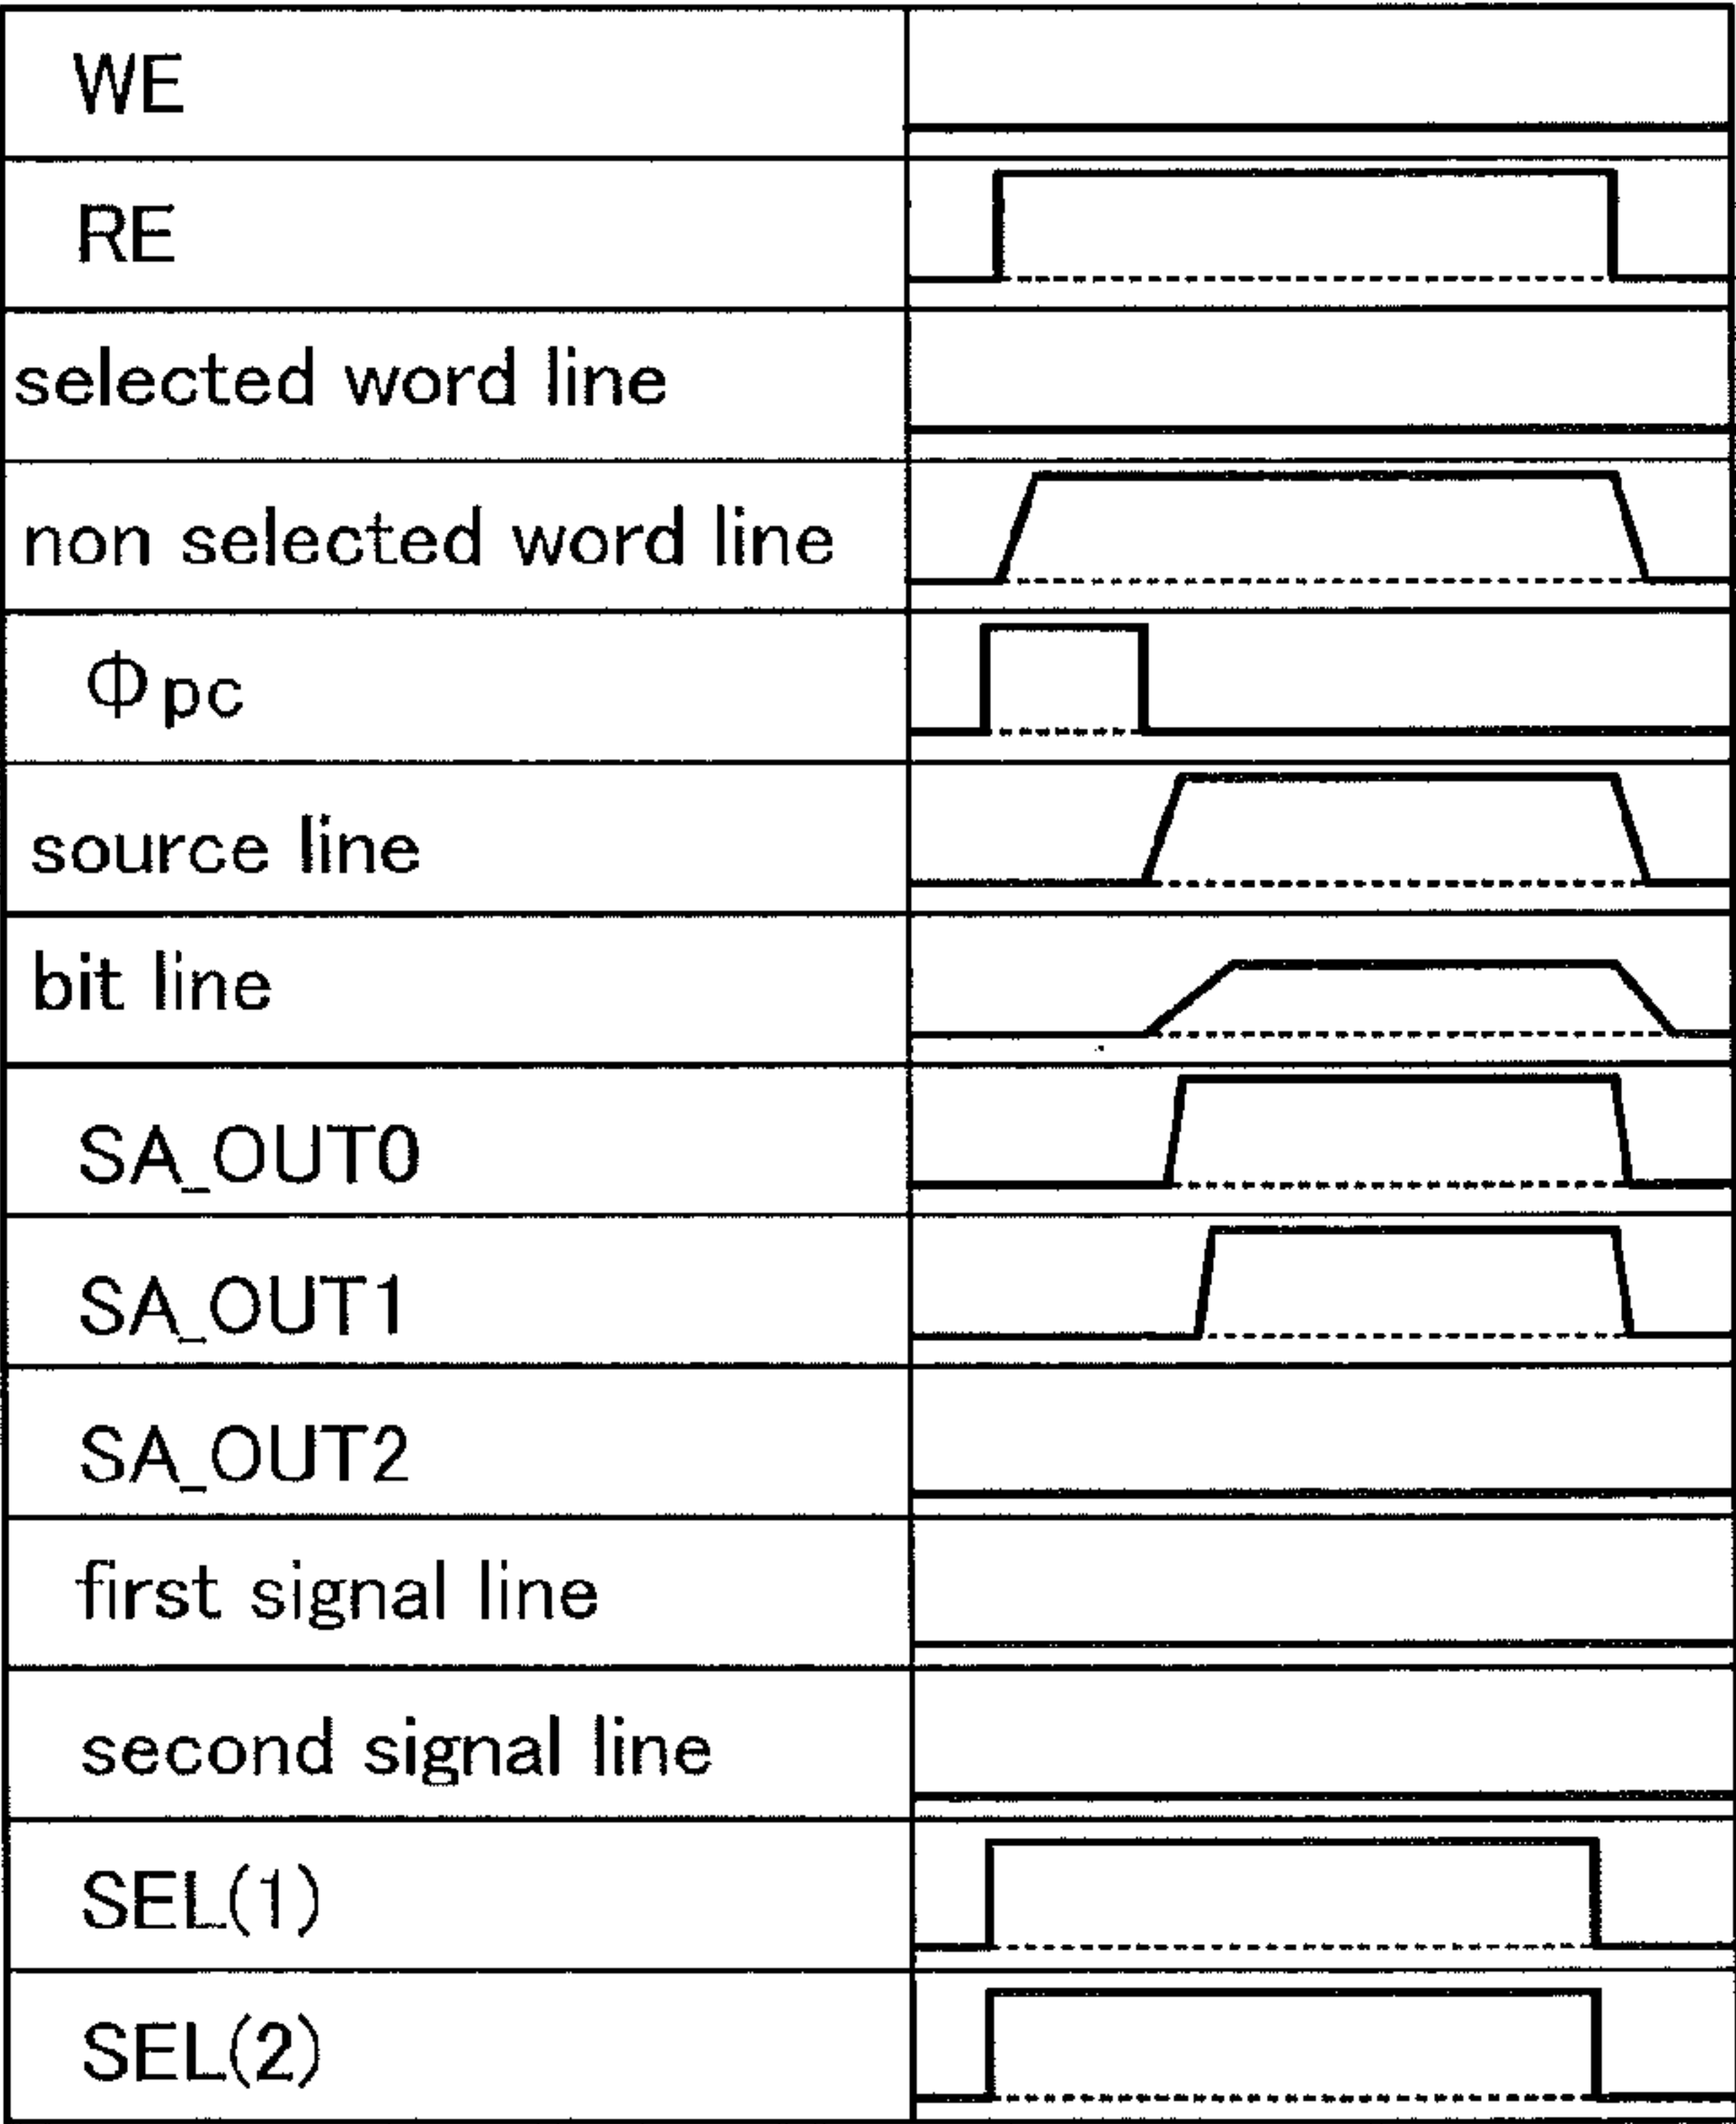 WE
RE
selected word line
non selected word line
Φpc
source line
bit line
SA_OUT0
SA_OUT1
SA_OUT2
first signal line
second signal line
SEL(1)
SEL(2)